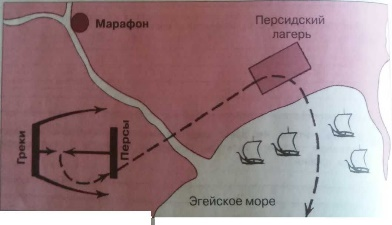 Марафон
Персидский
лагерь
Греки
Персы
Эгейское море